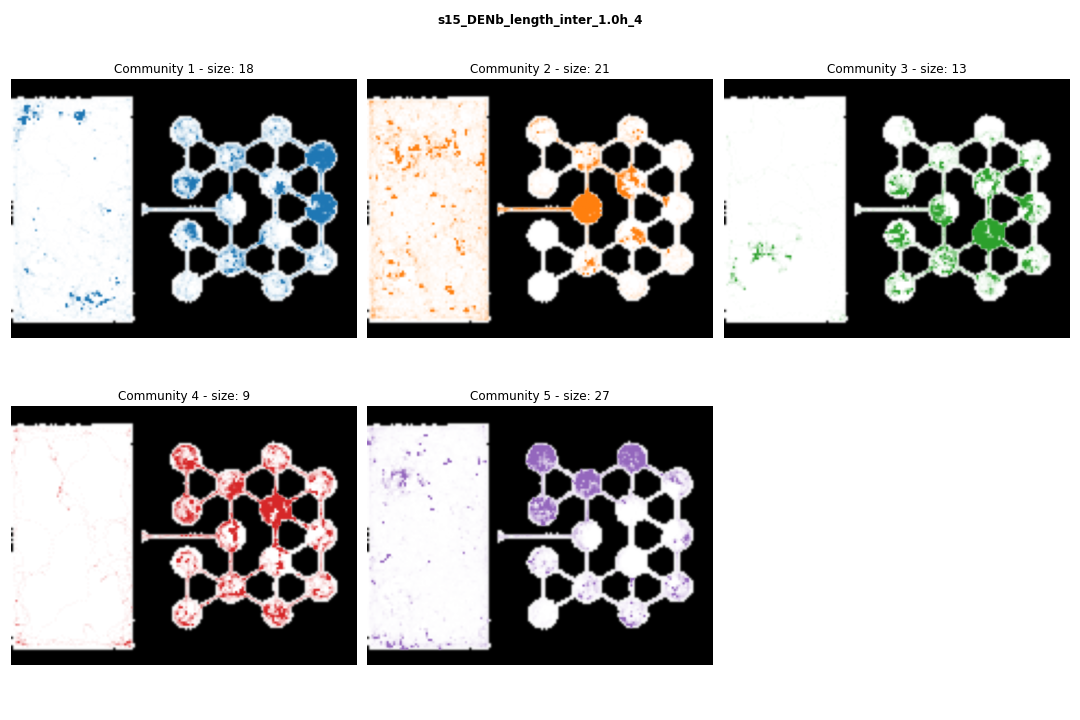 s15_DENb_length_inter_1.0h_4
Community 1 - size: 18
Community 2 - size: 21
Community 3 - size: 13
Community 4 - size: 9
Community 5 - size: 27